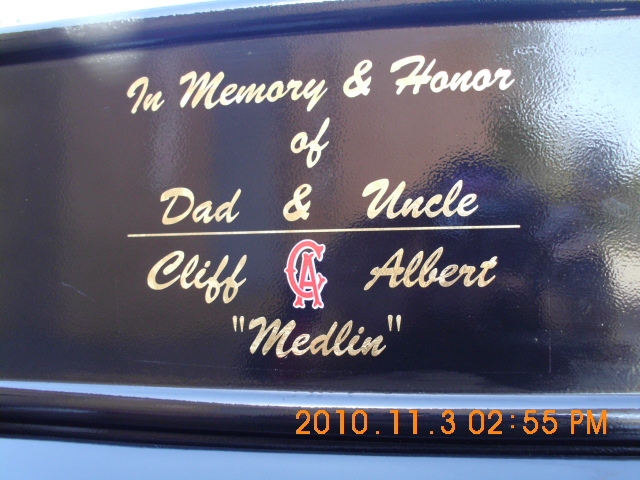 In Memory & Honor
of
Dad & Uncle
Cliff CA Albert
"Medlin"
2010.11.3 02:55 PM